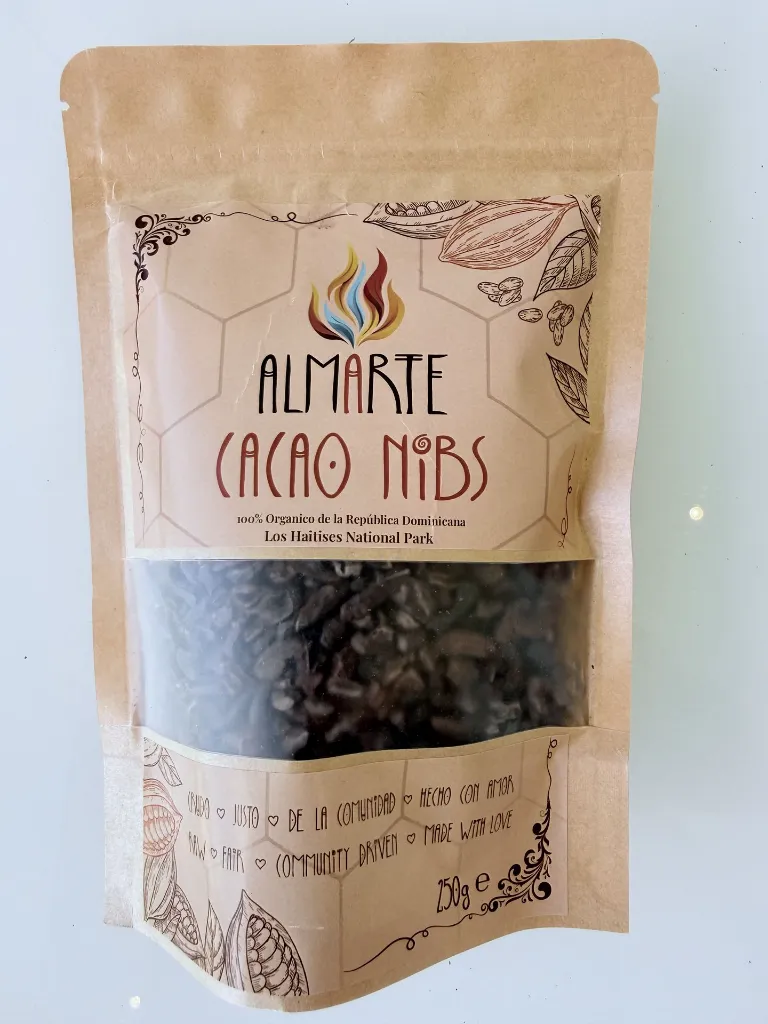 ALMARTE
CACAO NiBS
100% Organico de la República Dominicana
Los Haïtises National Park
CRUDO ♡ JUSTO ♡ DE LA COMUNIDAD ♡ HECHO CON AMOR
RAW ♡ FAIR ♡ COMMUNITY DRIVEN ♡ MADE WITH LOVE
250g ℮